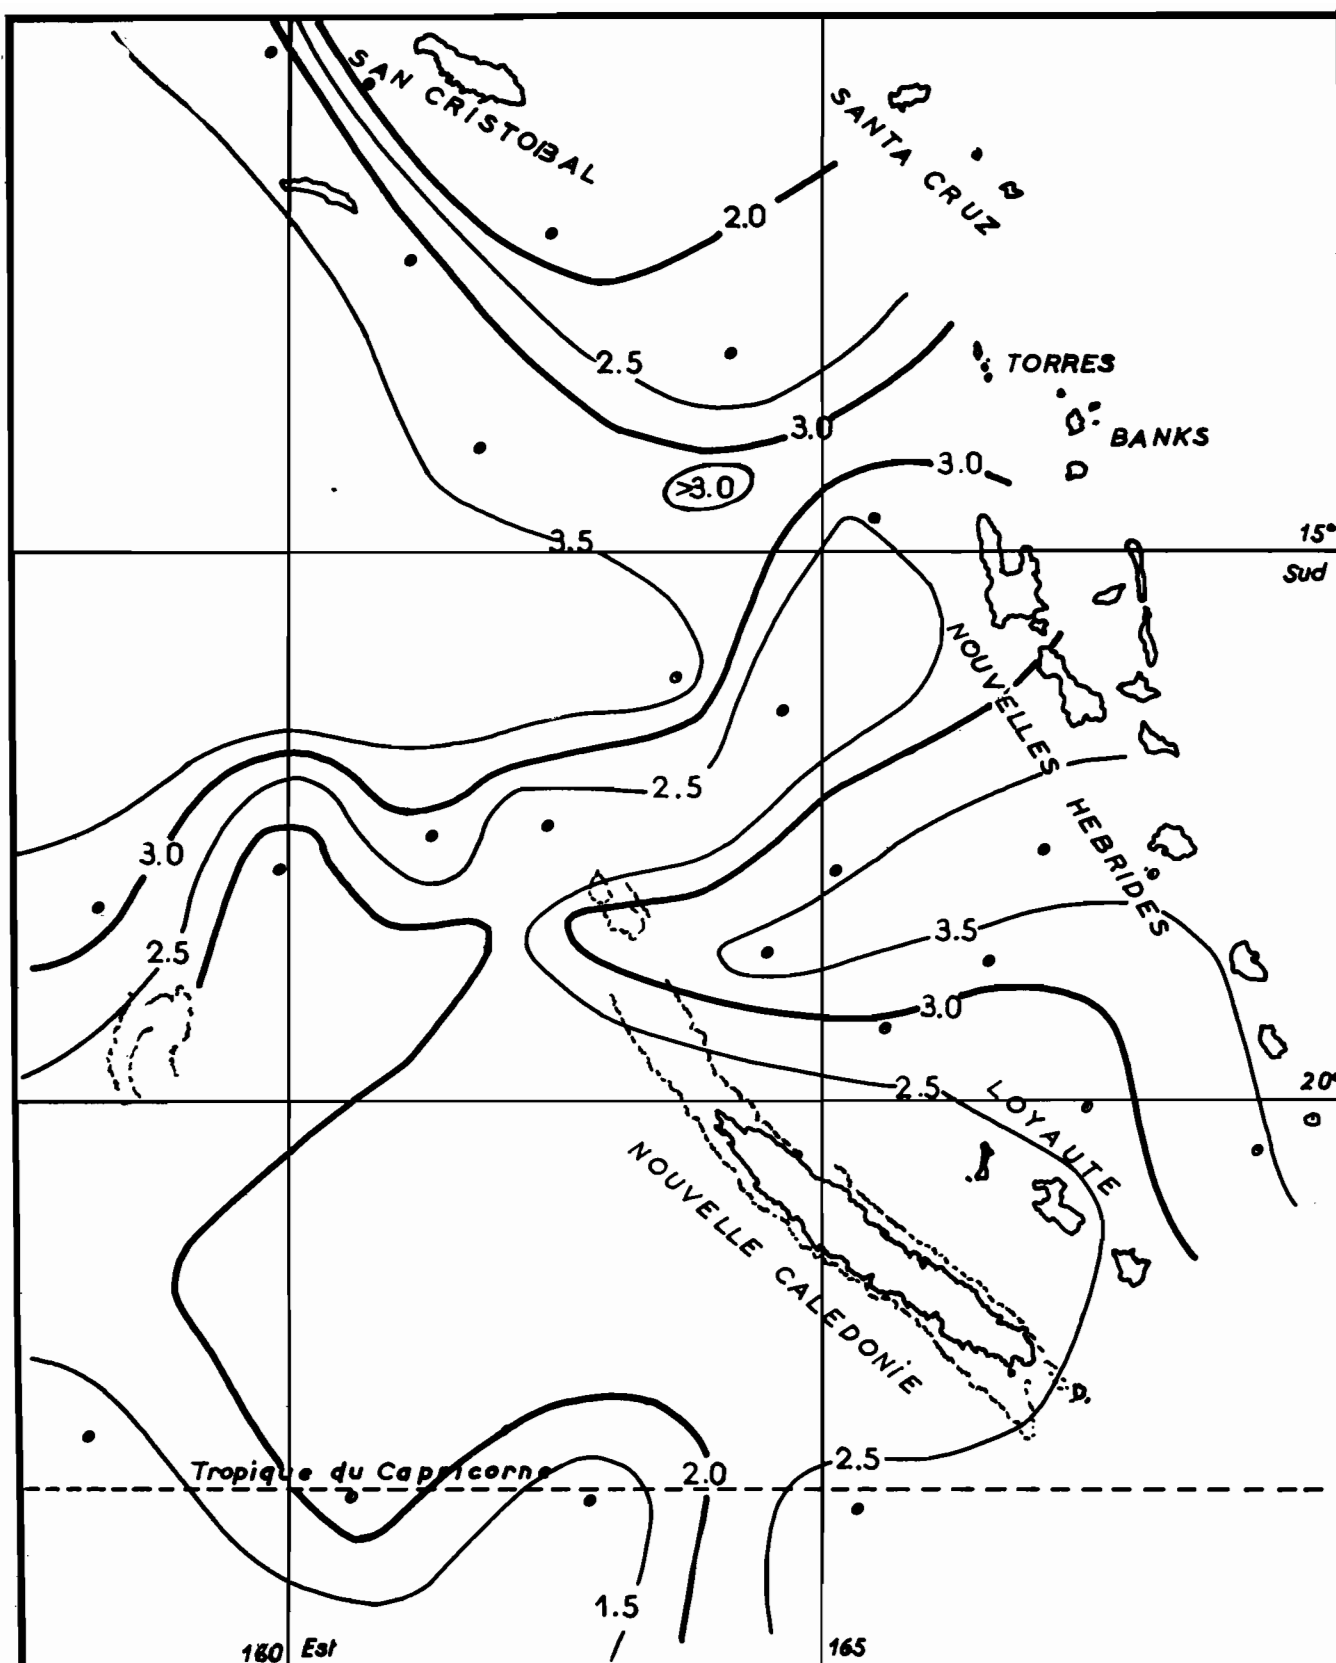 SAN CRISTOBAL
SANTA CRUZ
2.0
2.5
TORRES
3.0
BANKS
3.0
>3.0
3.5
15°
Sud
NOUVELLES HEBRIDES
2.5
3.0
3.5
2.5
3.0
2.5
LOYAUTE
20°
NOUVELLE CALEDONIE
2.5
Tropique du Capricorne
2.0
1.5
160 Est
165